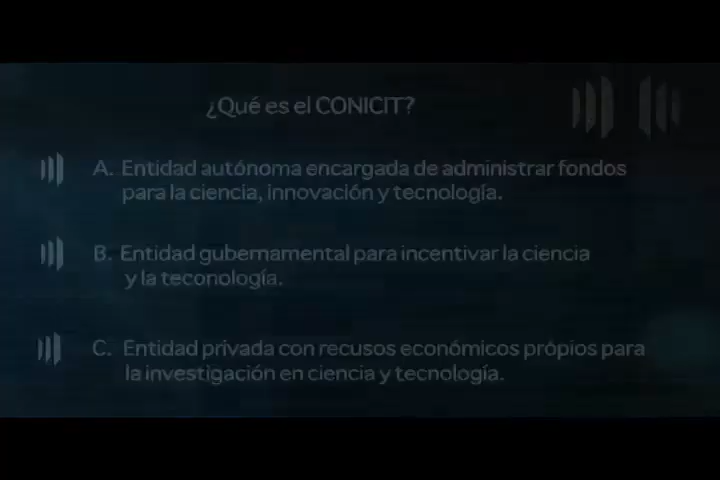 ¿Qué es el CONICIT?
A. Entidad autónoma encargada de administrar fondos
para la ciencia, innovación y tecnología.
B. Entidad gubernamental para incentivar la ciencia
y la teconología.
C. Entidad privada con recusos económicos própios para
la investigación en ciencia y tecnología.